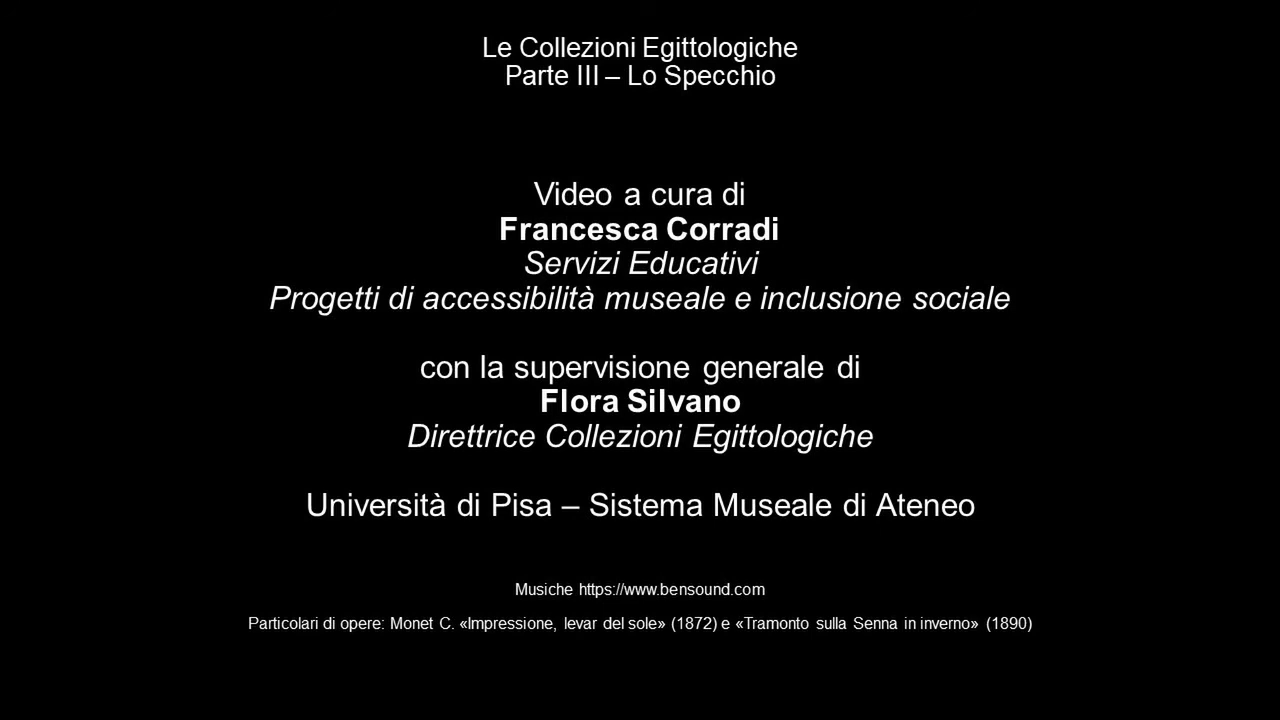 Le Collezioni Egittologiche
Parte III – Lo Specchio
Video a cura di
Francesca Corradi
Servizi Educativi
Progetti di accessibilità museale e inclusione sociale
con la supervisione generale di
Flora Silvano
Direttrice Collezioni Egittologiche
Università di Pisa – Sistema Museale di Ateneo
Musiche https://www.bensound.com
Particolari di opere: Monet C. «Impressione, levar del sole» (1872) e «Tramonto sulla Senna in inverno» (1890)